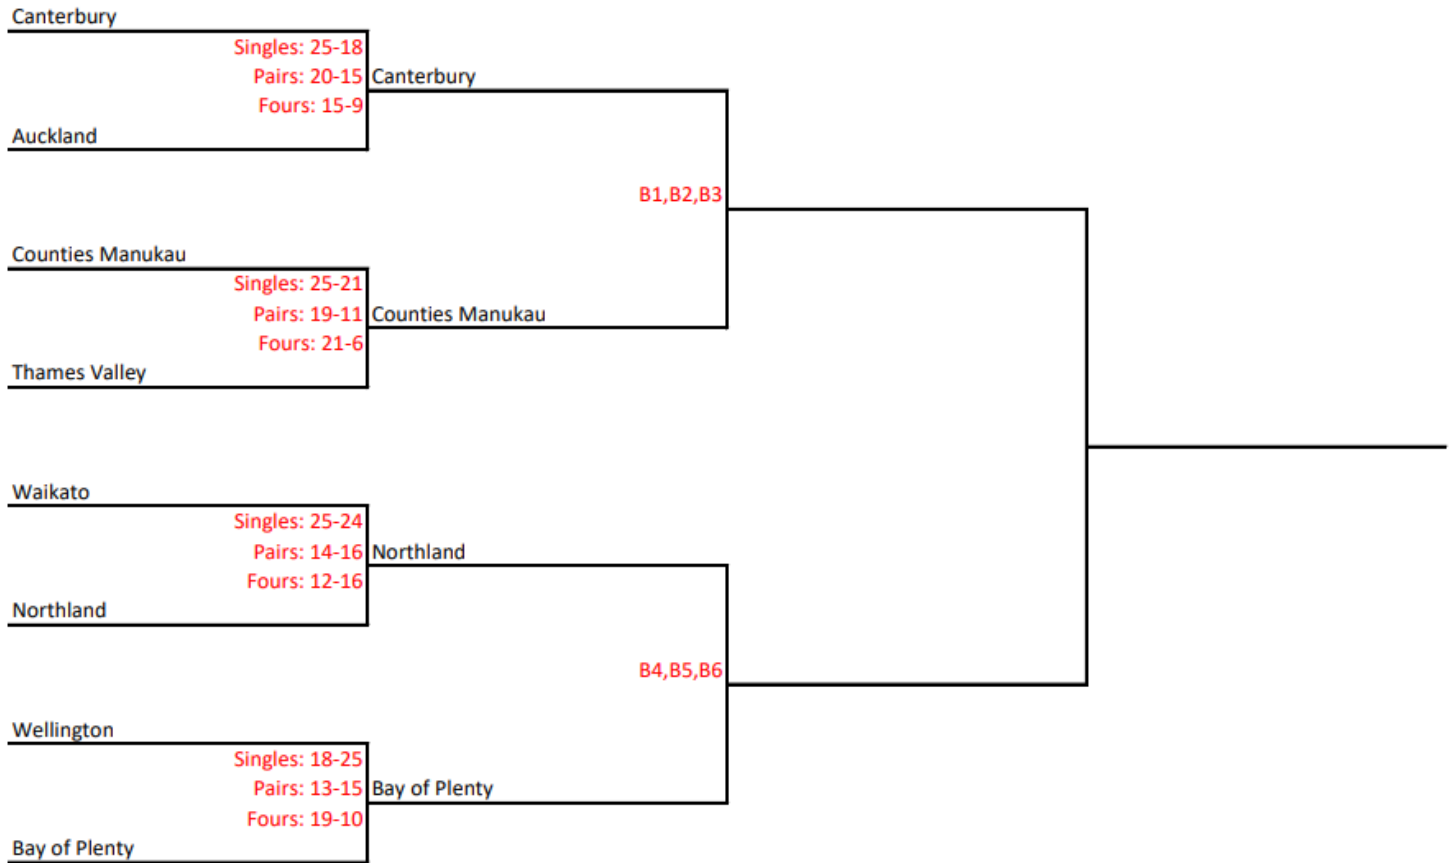 Canterbury
Singles: 25-18
Pairs: 20-15 Canterbury
Fours: 15-9
Auckland
B1,B2,B3
Counties Manukau
Singles: 25-21
Pairs: 19-11 Counties Manukau
Fours: 21-6
Thames Valley
Waikato
Singles: 25-24
Pairs: 14-16 Northland
Fours: 12-16
Northland
B4,B5,B6
Wellington
Singles: 18-25
Pairs: 13-15 Bay of Plenty
Fours: 19-10
Bay of Plenty